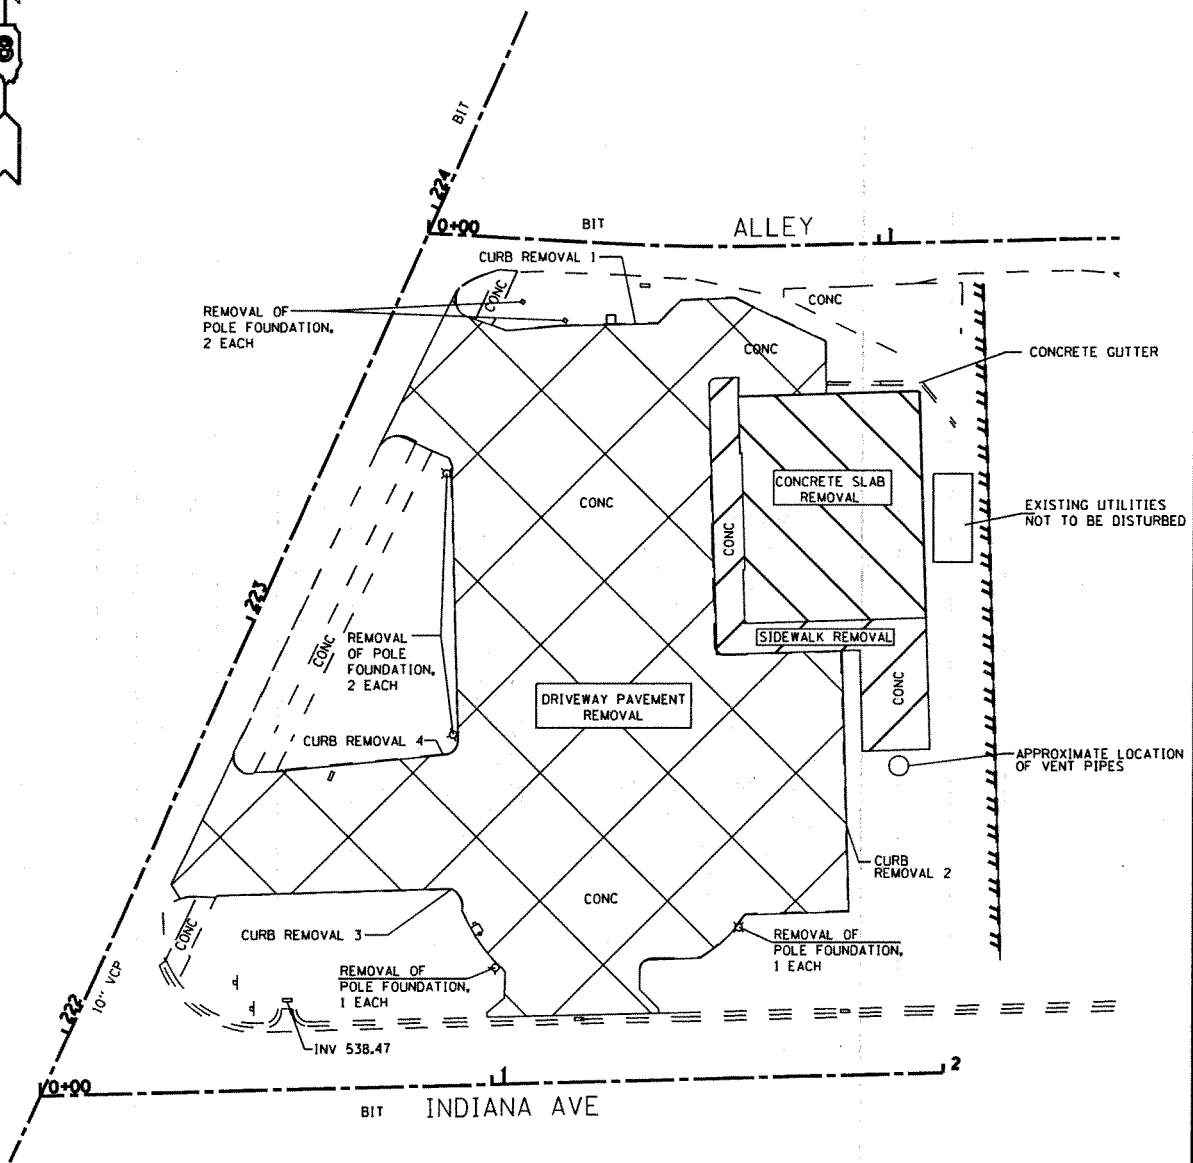 CO
BIT
224
0+00
BIT
ALLEY
1
CURB REMOVAL 1
CONC
CONC
REMOVAL OF
POLE FOUNDATION,
2 EACH
CONC
CONCRETE GUTTER
CONCRETE SLAB
REMOVAL
CONC
EXISTING UTILITIES
NOT TO BE DISTURBED
CONC
223
CONC
REMOVAL
OF POLE
FOUNDATION,
2 EACH
SIDEWALK REMOVAL
CONC
DRIVEWAY PAVEMENT
REMOVAL
CURB REMOVAL 4
APPROXIMATE LOCATION
OF VENT PIPES
CURB
REMOVAL 2
CONC
CONC
CURB REMOVAL 3
REMOVAL OF
POLE FOUNDATION,
1 EACH
REMOVAL OF
POLE FOUNDATION,
1 EACH
10" VCP
222
INV 538.47
0+00
1
2
BIT
INDIANA AVE